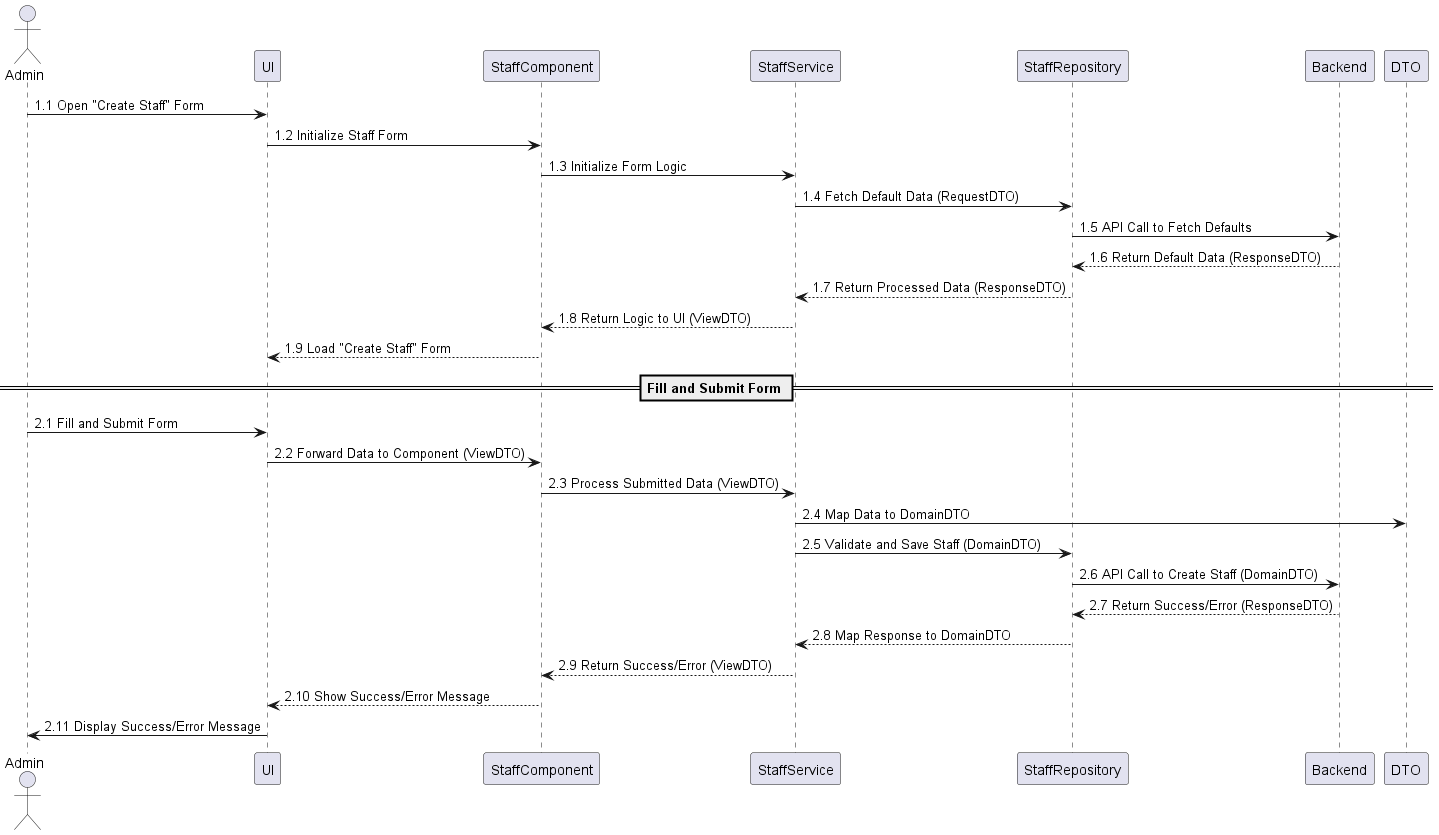 Admin
UI
StaffComponent
StaffService
StaffRepository
Backend
DTO
1.1 Open "Create Staff" Form
1.2 Initialize Staff Form
1.3 Initialize Form Logic
1.4 Fetch Default Data (RequestDTO)
1.5 API Call to Fetch Defaults
1.6 Return Default Data (ResponseDTO)
1.7 Return Processed Data (ResponseDTO)
1.8 Return Logic to UI (ViewDTO)
1.9 Load "Create Staff" Form
Fill and Submit Form
2.1 Fill and Submit Form
2.2 Forward Data to Component (ViewDTO)
2.3 Process Submitted Data (ViewDTO)
2.4 Map Data to DomainDTO
2.5 Validate and Save Staff (DomainDTO)
2.6 API Call to Create Staff (DomainDTO)
2.7 Return Success/Error (ResponseDTO)
2.8 Map Response to DomainDTO
2.9 Return Success/Error (ViewDTO)
2.10 Show Success/Error Message
2.11 Display Success/Error Message
Admin
UI
StaffComponent
StaffService
StaffRepository
Backend
DTO